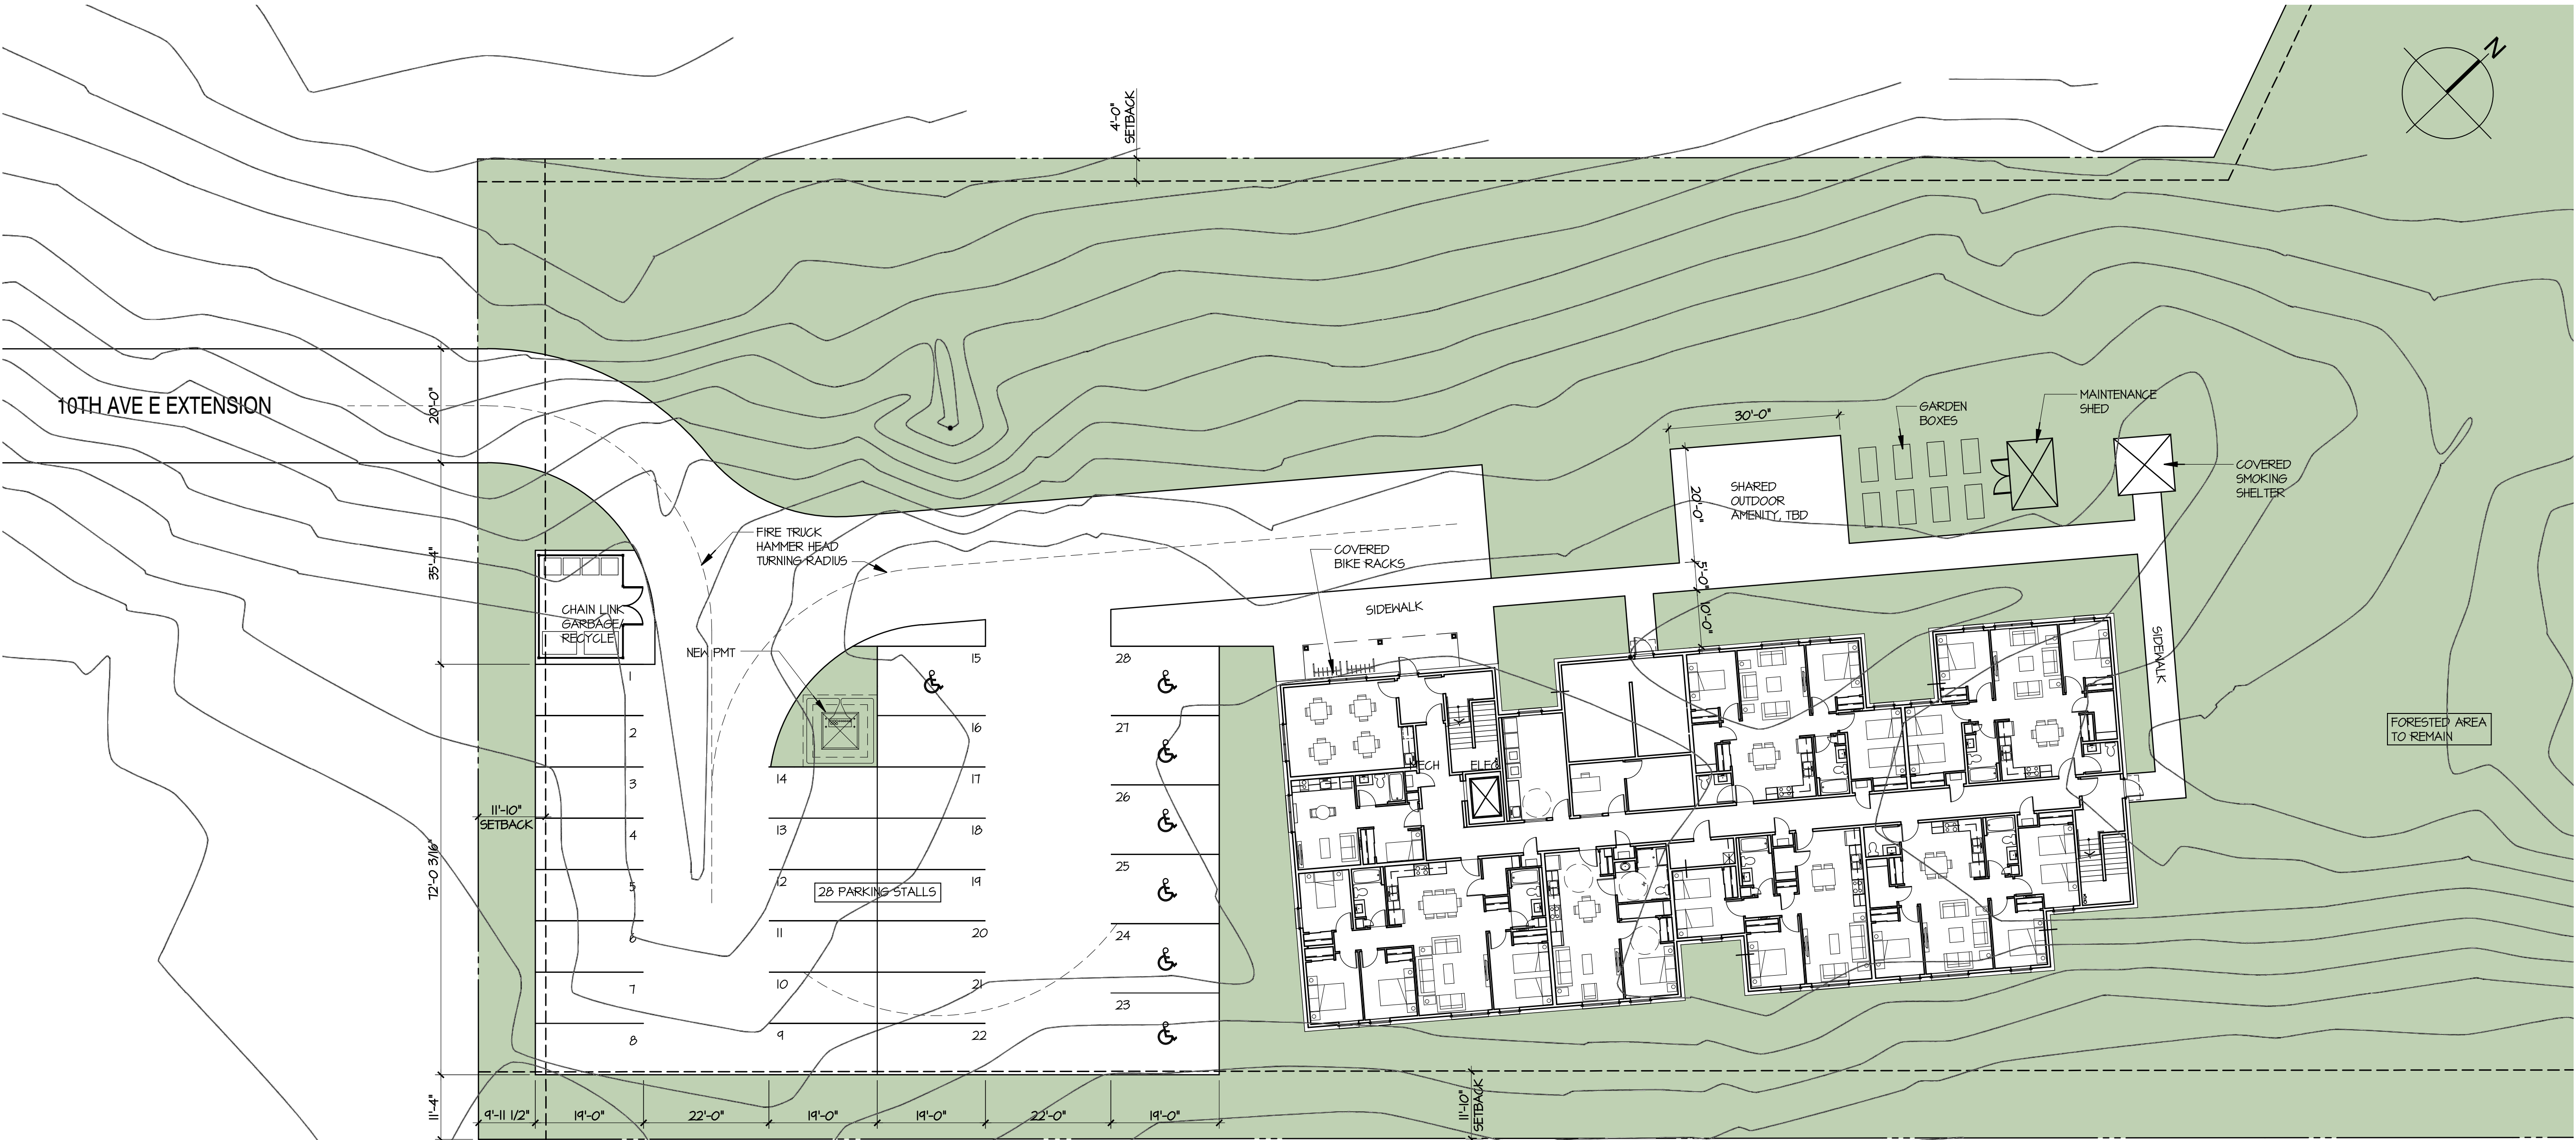 N
4'-0"
SETBACK
10TH AVE E EXTENSION
20'-0"
35'-4"
72'-0 3/16"
11'-4"
30'-0"
GARDEN
BOXES
MAINTENANCE
SHED
COVERED
SMOKING
SHELTER
SHARED
OUTDOOR
AMENITY, TBD
20'-0"
5'-0"
10'-0"
FIRE TRUCK
HAMMER HEAD
TURNING RADIUS
COVERED
BIKE RACKS
SIDEWALK
SIDEWALK
CHAIN LINK
GARBAGE/
RECYCLE
NEW PMT
FORESTED AREA
TO REMAIN
MECH
ELEC
11'-10"
SETBACK
28 PARKING STALLS
1
2
3
4
5
6
7
8
14
13
12
11
10
9
15
16
17
18
19
20
21
22
28
27
26
25
24
23
9'-11 1/2"
19'-0"
22'-0"
19'-0"
19'-0"
22'-0"
19'-0"
11'-10"
SETBACK